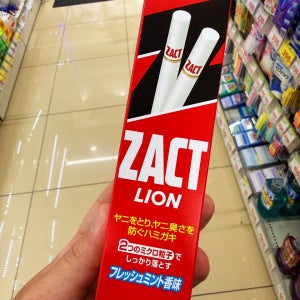 ZACT
ZACT
ZACT
LION
ヤニをとり、ヤニ臭さを
防ぐハミガキ
2つのミクロ粒子で
しっかり落とす
フレッシュミント香味